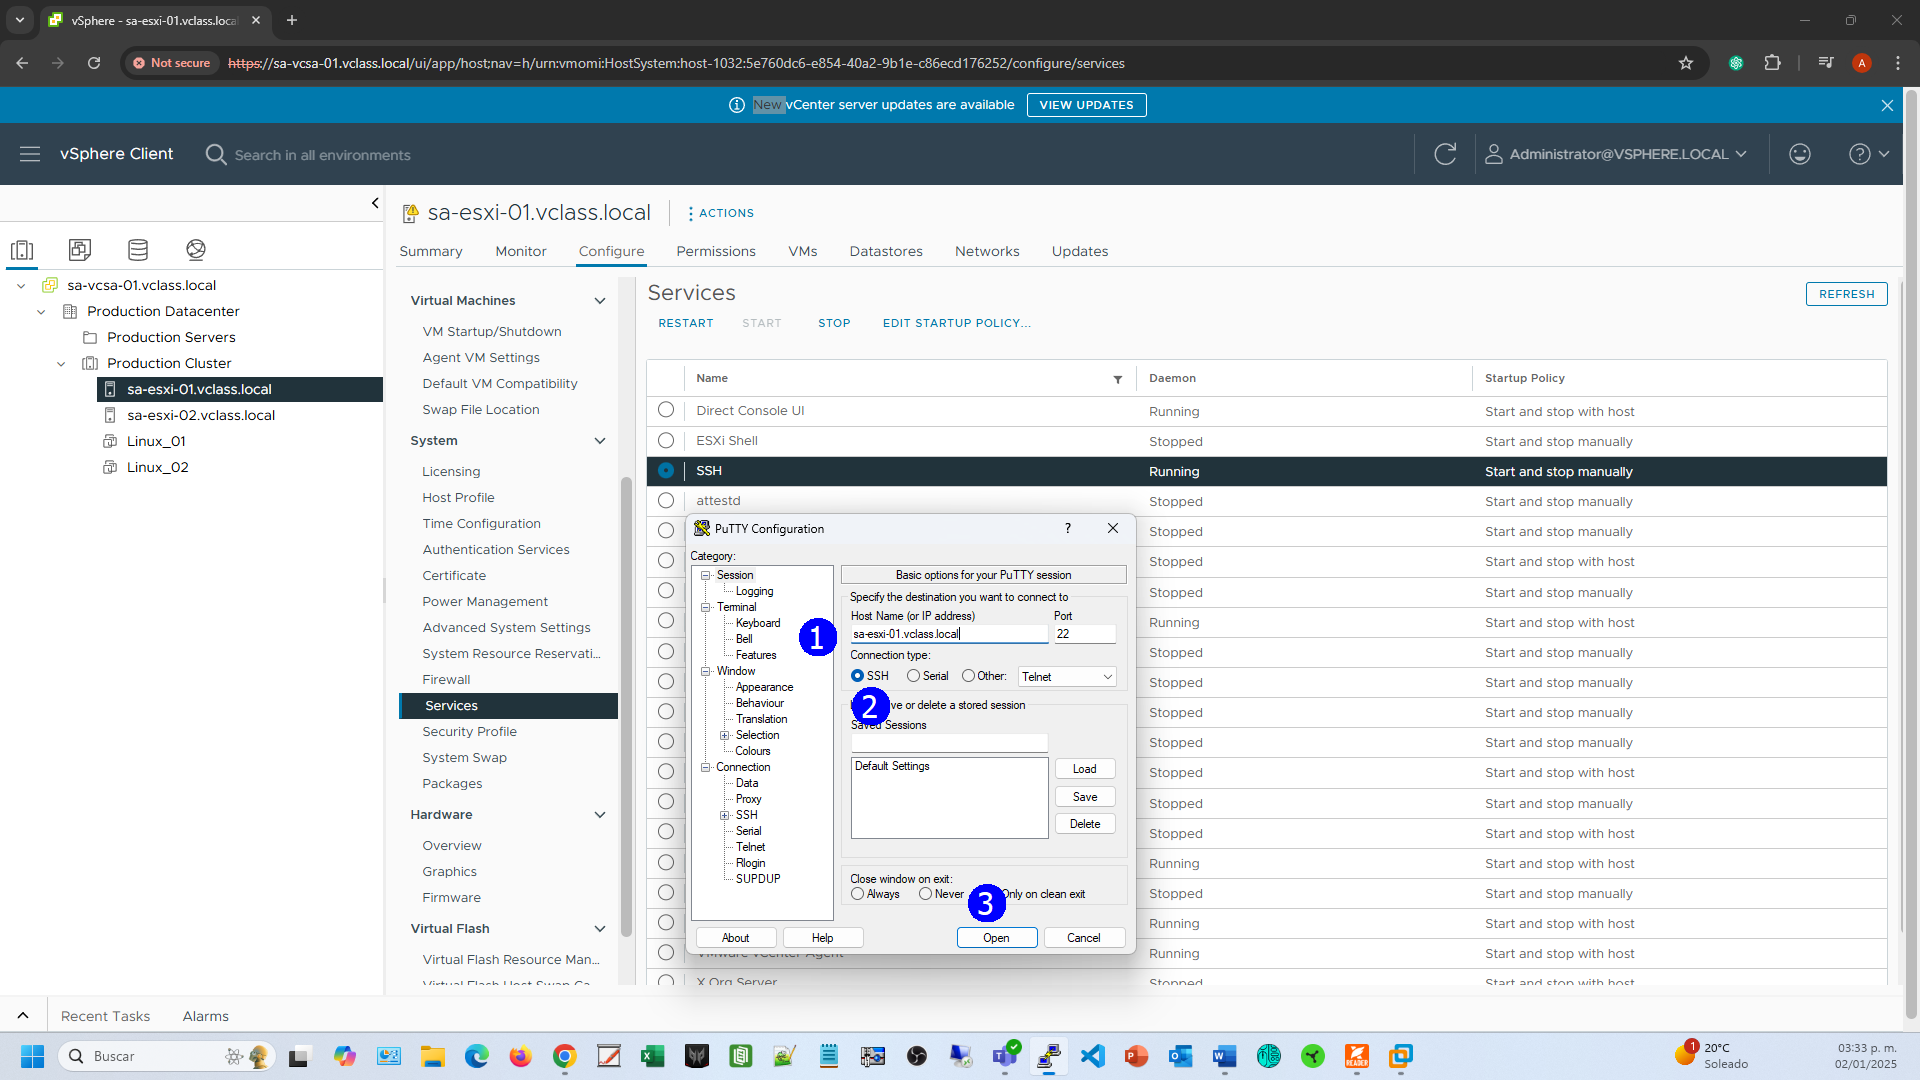 vSphere - sa-esxi-01.vclass.loca
Not secure
https://sa-vcsa-01.vclass.local/ui/app/host;nav=h/urn:vmomi:HostSystem:host-1032:5e760dc6-e854-40a2-9b1e-c86ecd176252/configure/services
A
New vCenter server updates are available
VIEW UPDATES
vSphere Client
Search in all environments
Administrator@VSPHERE.LOCAL
sa-vcsa-01.vclass.local
Production Datacenter
Production Servers
Production Cluster
sa-esxi-01.vclass.local
sa-esxi-02.vclass.local
Linux_01
Linux_02
sa-esxi-01.vclass.local
ACTIONS
Summary Monitor Configure Permissions VMs Datastores Networks Updates
Virtual Machines
VM Startup/Shutdown
Agent VM Settings
Default VM Compatibility
Swap File Location
System
Licensing
Host Profile
Time Configuration
Authentication Services
Certificate
Power Management
Advanced System Settings
System Resource Reservati...
Firewall
Services
Security Profile
System Swap
Packages
Hardware
Overview
Graphics
Firmware
Virtual Flash
Virtual Flash Resource Man...
Virtual Flash Host Swap Ca
Services
REFRESH
RESTART START STOP EDIT STARTUP POLICY...
Name Daemon Startup Policy
Direct Console UI Running Start and stop with host
ESXi Shell Stopped Start and stop manually
SSH Running Start and stop manually
attestd Stopped Start and stop manually
Stopped Start and stop manually
Stopped Start and stop with host
Stopped Start and stop manually
Running Start and stop with host
Stopped Start and stop manually
Stopped Start and stop manually
Stopped Start and stop manually
Stopped Start and stop manually
Stopped Start and stop with host
Stopped Start and stop manually
Stopped Start and stop with host
Running Start and stop with host
Stopped Start and stop manually
Running Start and stop with host
VMware vCenter Agent Running Start and stop with host
X.Org Server Stopped Start and stop with host
PuTTY Configuration
?
Category:
Session
Logging
Terminal
Keyboard
Bell
Features
Window
Appearance
Behaviour
Translation
Selection
Colours
Connection
Data
Proxy
SSH
Serial
Telnet
Rlogin
SUPDUP
Basic options for your PuTTY session
Specify the destination you want to connect to
Host Name (or IP address) Port
1
sa-esxi-01.vclass.local 22
Connection type:
SSH Serial Other: Telnet
2
ve or delete a stored session
Saved Sessions
Default Settings
Load
Save
Delete
Close window on exit:
Always Never Only on clean exit
3
About Help Open Cancel
Recent Tasks Alarms
Buscar
1
20°C
Soleado
03:33 p. m.
02/01/2025